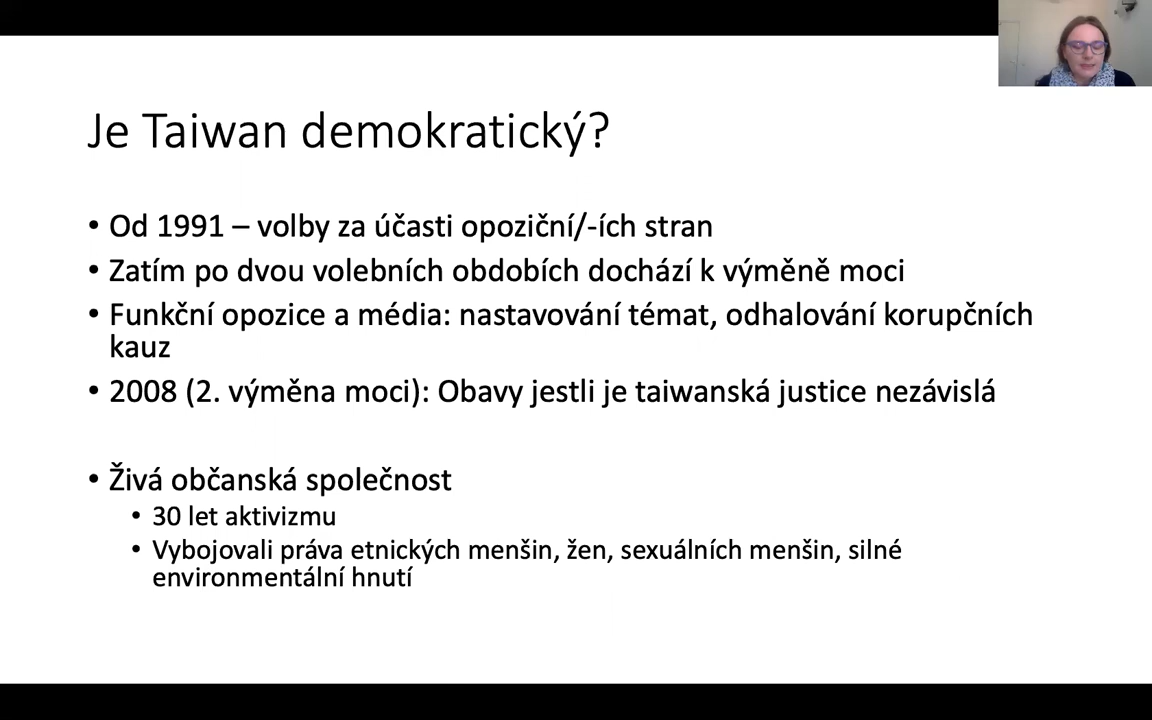 Je Taiwan demokratický?
• Od 1991 – volby za účasti opoziční/-ích stran
• Zatím po dvou volebních obdobích dochází k výměně moci
• Funkční opozice a média: nastavování témat, odhalování korupčních
kauz
• 2008 (2. výměna moci): Obavy jestli je taiwanská justice nezávislá
• Živá občanská společnost
• 30 let aktivizmu
• Vybojovali práva etnických menšin, žen, sexuálních menšin, silné
environmentální hnutí